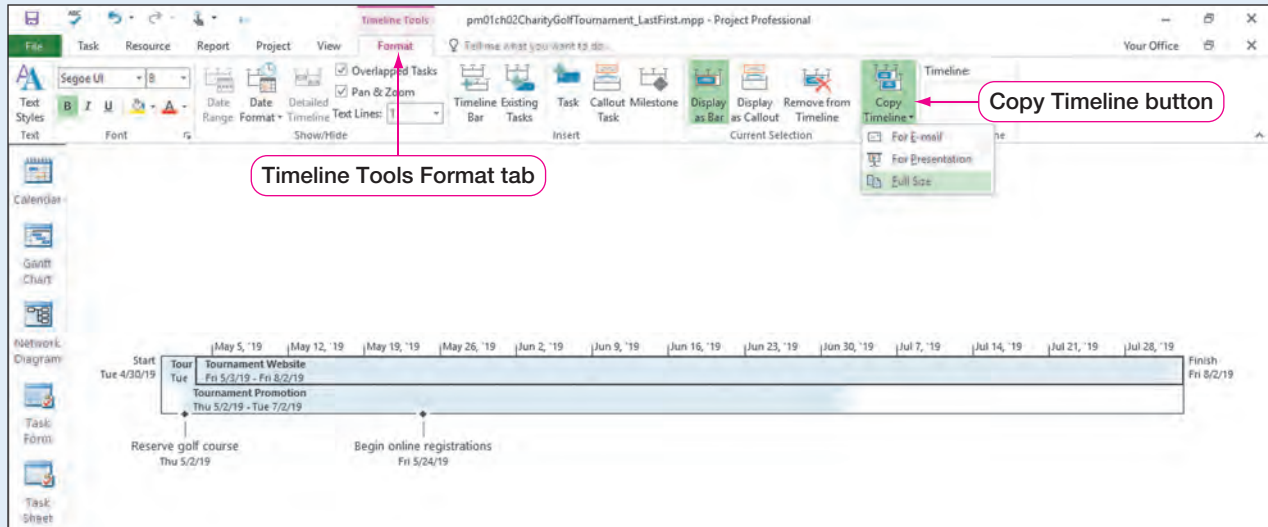 Timeline Tools pm01ch02CharityGolfTournament_LastFirst.mpp - Project Professional
File Task Resource Report Project View Format Tell me what you want to do... Your Office
Segoe UI 8
B I U A
Text Styles
Date Range
Date Format
Detailed Timeline
Overlapped Tasks
Pan & Zoom
Text Lines: 1
Timeline Bar
Existing Tasks
Task
Callout Task
Milestone
Display as Bar
Display as Callout
Remove from Timeline
Copy Timeline
Timeline:
Text Font Show/Hide Insert Current Selection
For E-mail
For Presentation
Full Size
Copy Timeline button
Timeline Tools Format tab
Calendar
Gantt Chart
Network Diagram
Task Form
Task Sheet
May 5, '19 May 12, '19 May 19, '19 May 26, '19 Jun 2, '19 Jun 9, '19 Jun 16, '19 Jun 23, '19 Jun 30, '19 Jul 7, '19 Jul 14, '19 Jul 21, '19 Jul 28, '19
Start
Tue 4/30/19
Tour
Tue
Tournament Website
Fri 5/3/19 - Fri 8/2/19
Tournament Promotion
Thu 5/2/19 - Tue 7/2/19
Finish
Fri 8/2/19
Reserve golf course
Thu 5/2/19
Begin online registrations
Fri 5/24/19